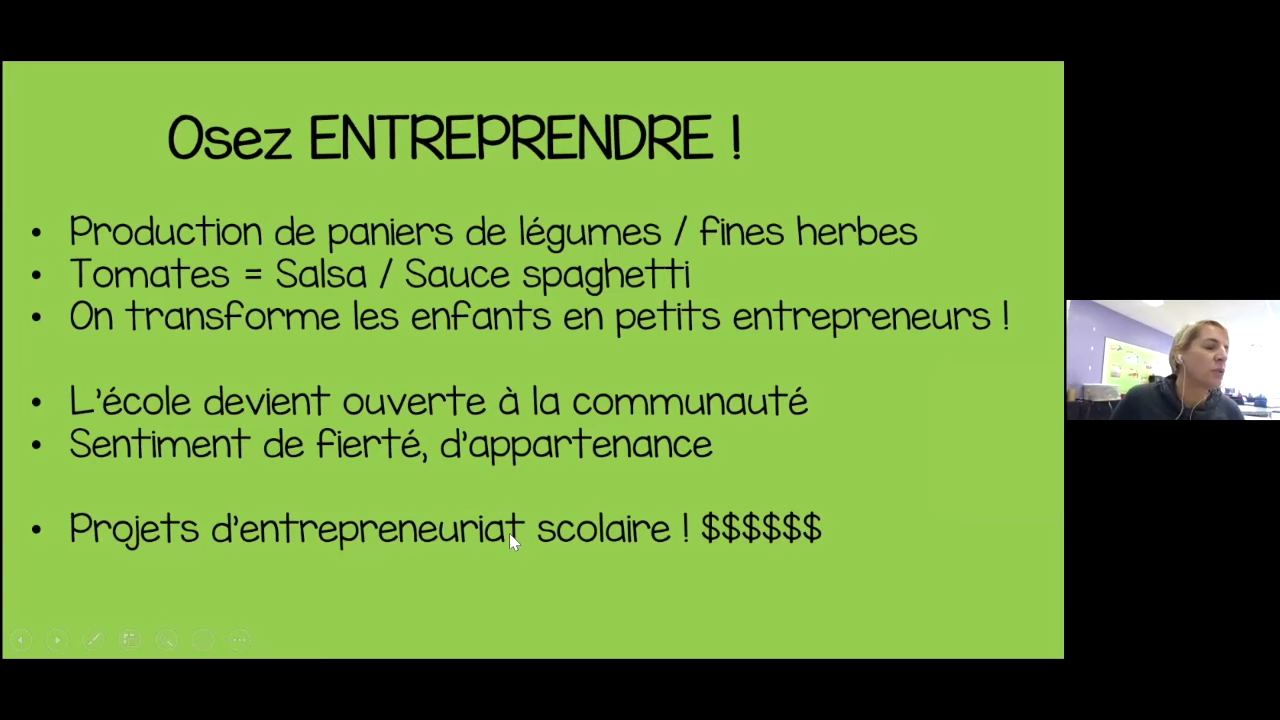 Osez ENTREPRENDRE !
• Production de paniers de légumes / fines herbes
• Tomates = Salsa / Sauce spaghetti
• On transforme les enfants en petits entrepreneurs !
• L'école devient ouverte à la communauté
• Sentiment de fierté, d'appartenance
• Projets d'entrepreneuriat scolaire ! $$$$$$